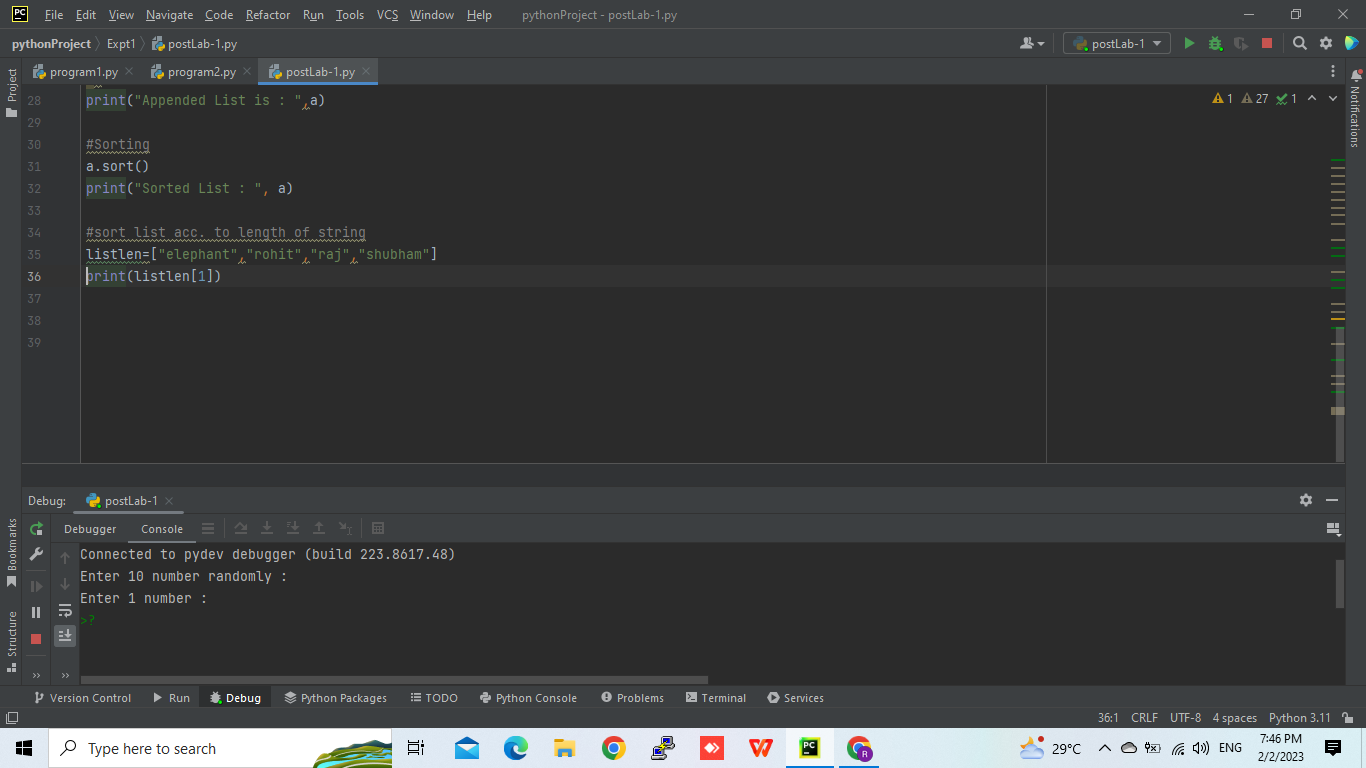 PC File Edit View Navigate Code Refactor Run Tools VCS Window Help pythonProject - postLab-1.py
pythonProject Expt1 postLab-1.py postLab-1
Project
program1.py program2.py postLab-1.py
Notifications
1 27 1
28 print("Appended List is : ",a)
29
30 #Sorting
31 a.sort()
32 print("Sorted List : ", a)
33
34 #sort list acc. to length of string
35 listlen=["elephant","rohit","raj","shubham"]
36 print(listlen[1])
37
38
39
Debug: postLab-1
Debugger Console
Bookmarks
Structure
Connected to pydev debugger (build 223.8617.48)
Enter 10 number randomly :
Enter 1 number :
>?
Version Control Run Debug Python Packages TODO Python Console Problems Terminal Services
36:1 CRLF UTF-8 4 spaces Python 3.11
Type here to search PC R 29°C ENG 7:46 PM
2/2/2023